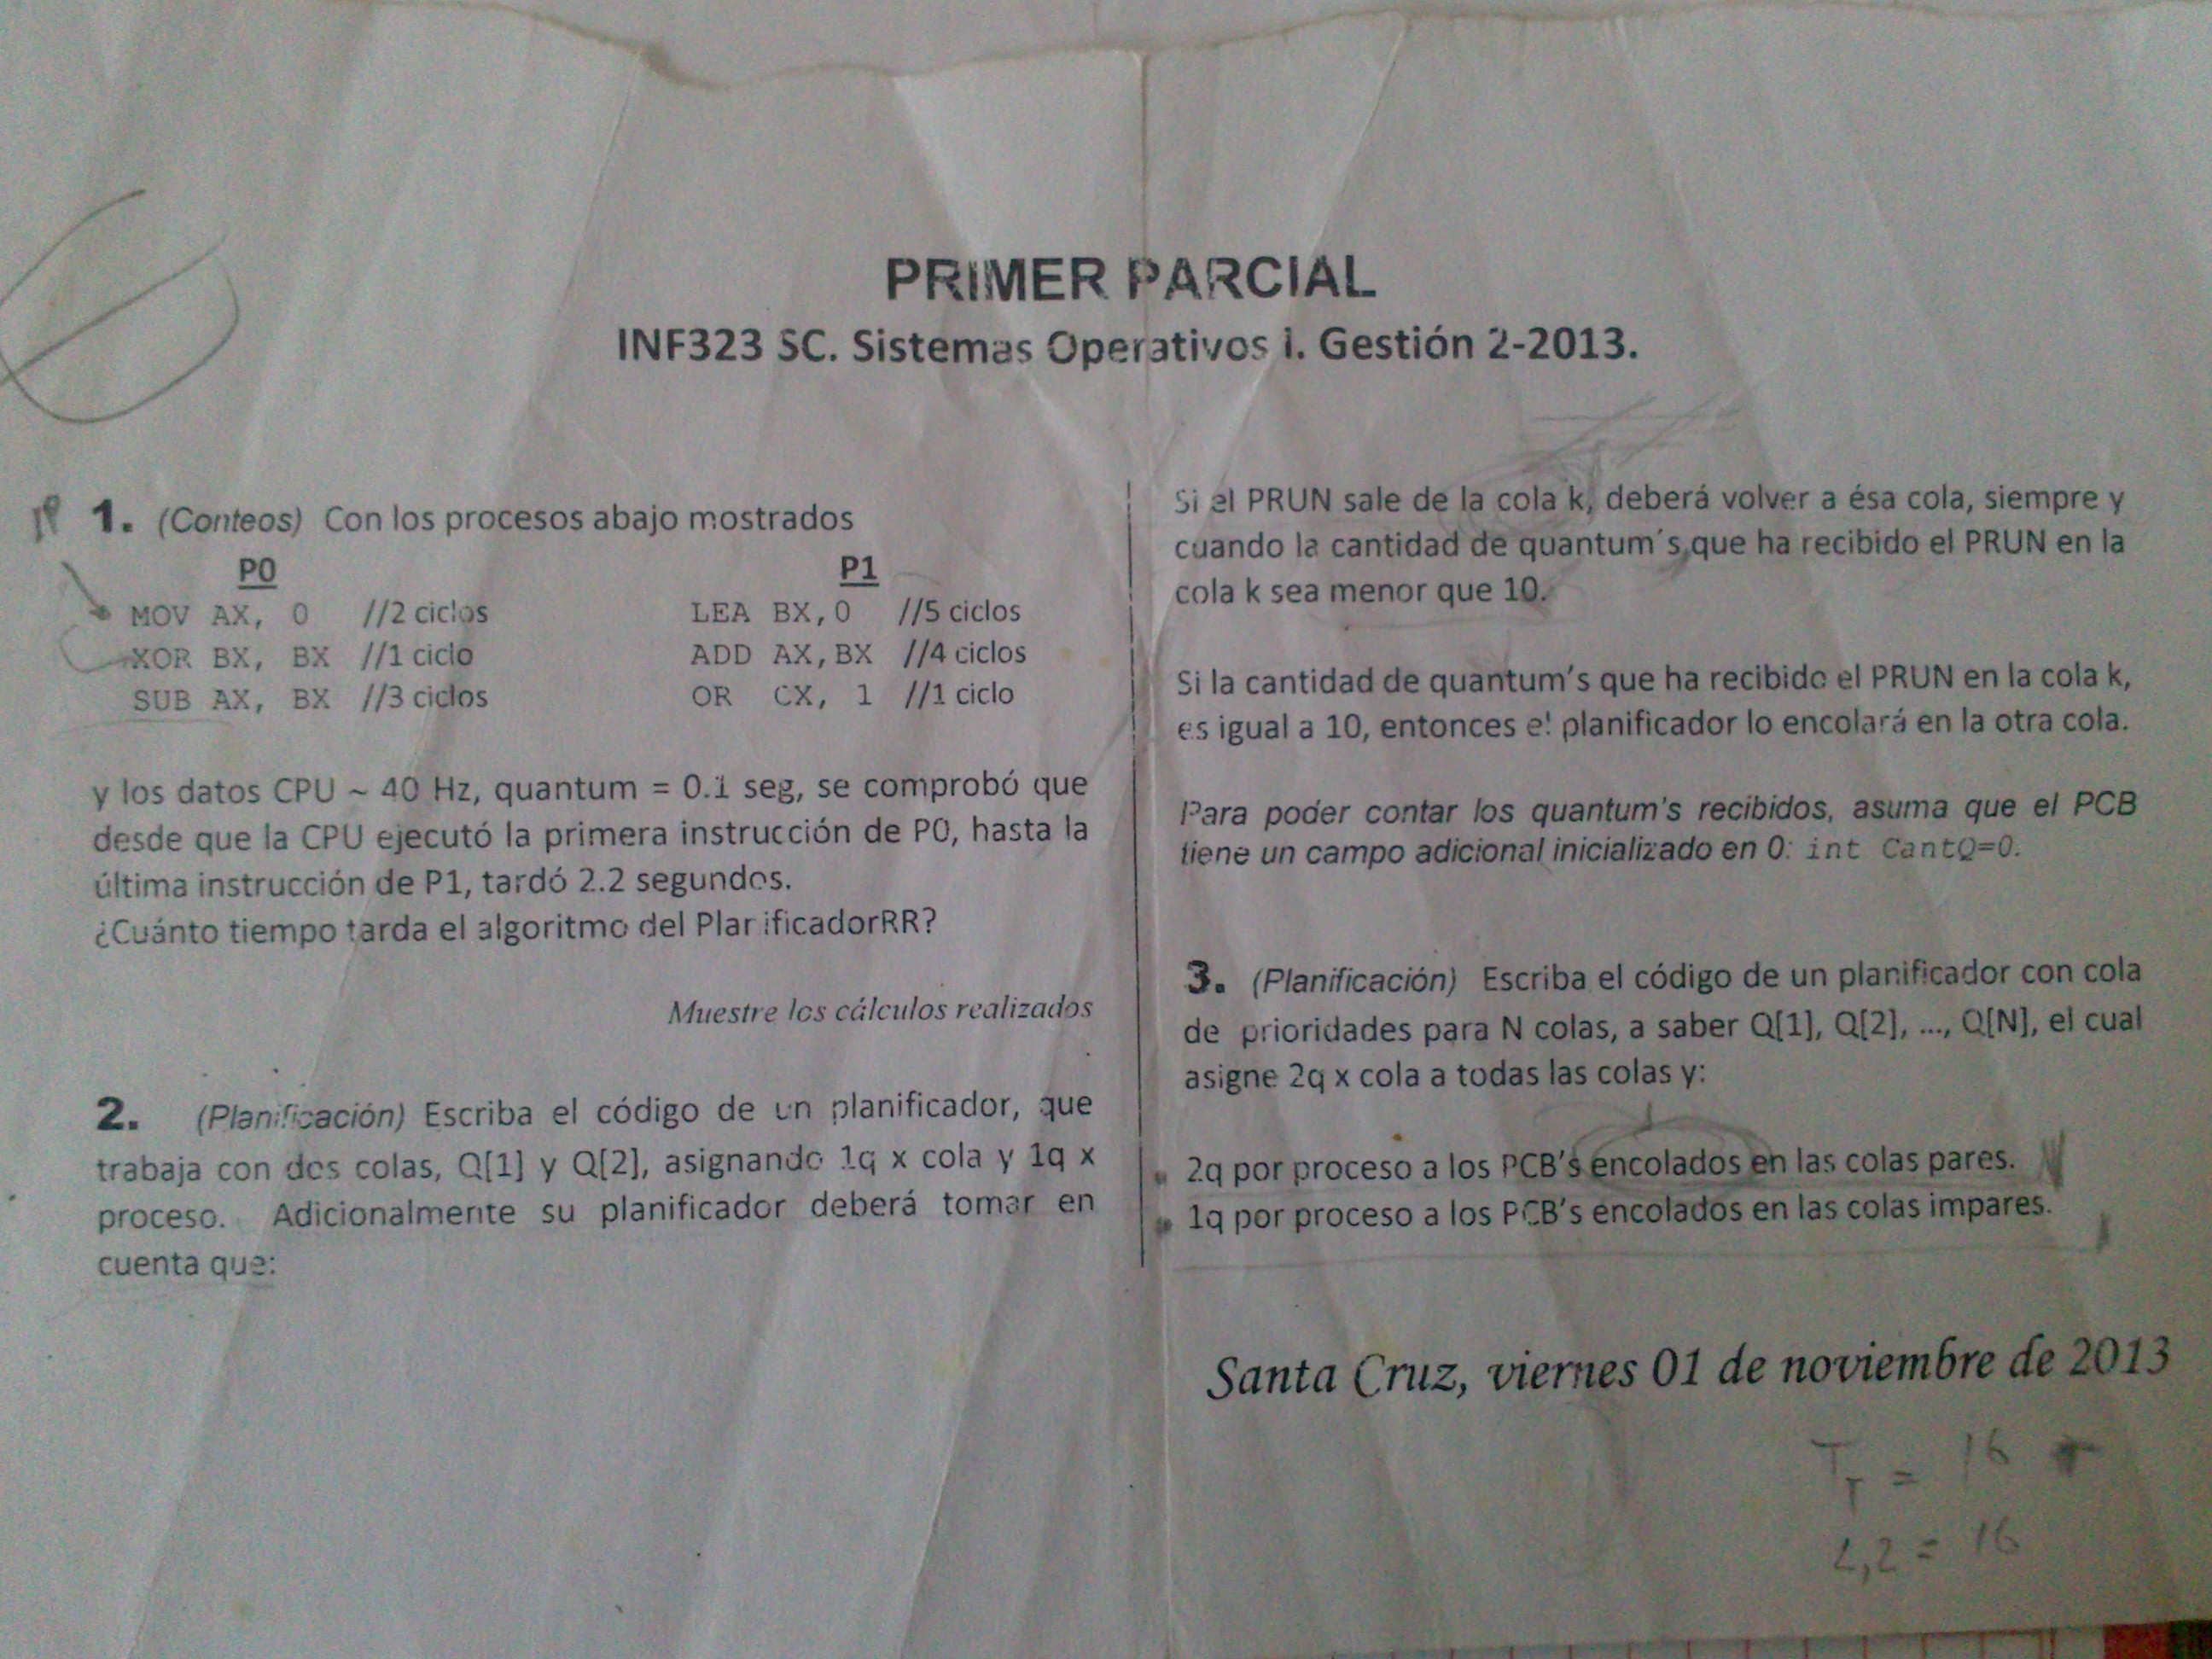 PRIMER PARCIAL
INF323 SC. Sistemas Operativos I. Gestión 2-2013.
1. (Conteos) Con los procesos abajo mostrados
P0 P1
MOV AX, 0 //2 ciclos LEA BX,0 //5 ciclos
XOR BX, BX //1 ciclo ADD AX,BX //4 ciclos
SUB AX, BX //3 ciclos OR CX, 1 //1 ciclo
y los datos CPU ~ 40 Hz, quantum = 0.1 seg, se comprobó que
desde que la CPU ejecutó la primera instrucción de P0, hasta la
última instrucción de P1, tardó 2.2 segundos.
¿Cuánto tiempo tarda el algoritmo del PlanificadorRR?
Muestre los cálculos realizados
2. (Planificación) Escriba el código de un planificador, que
trabaja con dos colas, Q[1] y Q[2], asignando 1q x cola y 1q x
proceso. Adicionalmente su planificador deberá tomar en
cuenta que:
Si el PRUN sale de la cola k, deberá volver a ésa cola, siempre y
cuando la cantidad de quantum´s que ha recibido el PRUN en la
cola k sea menor que 10.
Si la cantidad de quantum's que ha recibido el PRUN en la cola k,
es igual a 10, entonces el planificador lo encolará en la otra cola.
Para poder contar los quantum's recibidos, asuma que el PCB
tiene un campo adicional inicializado en 0: int CantQ=0.
3. (Planificación) Escriba el código de un planificador con cola
de prioridades para N colas, a saber Q[1], Q[2], ..., Q[N], el cual
asigne 2q x cola a todas las colas y:
2q por proceso a los PCB's encolados en las colas pares.
1q por proceso a los PCB's encolados en las colas impares.
Santa Cruz, viernes 01 de noviembre de 2013
= 16 +
2,2 = 16